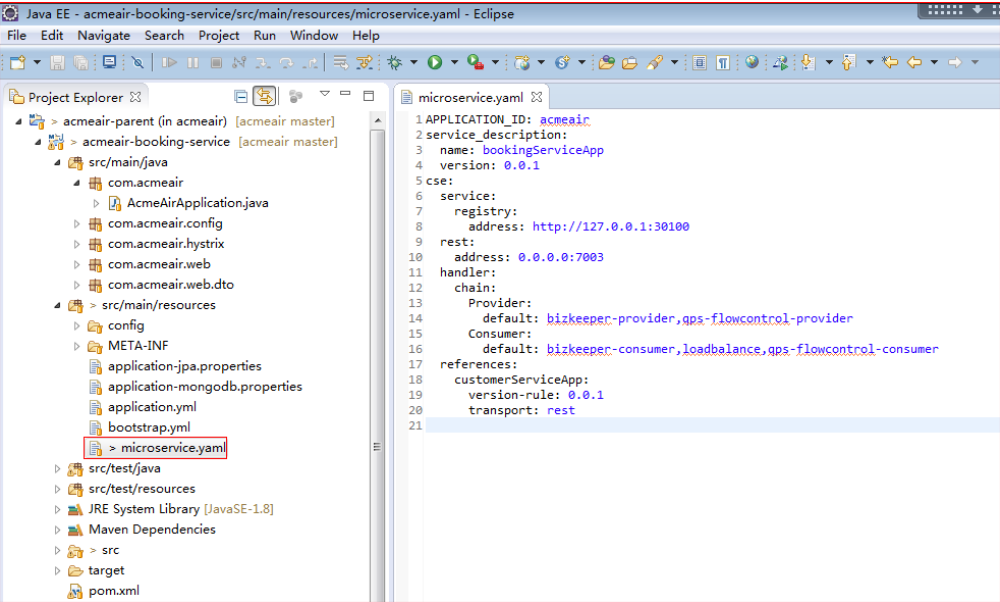 Java EE - acmeair-booking-service/src/main/resources/microservice.yaml - Eclipse
File Edit Navigate Search Project Run Window Help
Project Explorer
> acmeair-parent (in acmeair) [acmeair master]
> acmeair-booking-service [acmeair master]
src/main/java
com.acmeair
AcmeAirApplication.java
com.acmeair.config
com.acmeair.hystrix
com.acmeair.web
com.acmeair.web.dto
> src/main/resources
config
META-INF
application-jpa.properties
application-mongodb.properties
application.yml
bootstrap.yml
> microservice.yaml
src/test/java
src/test/resources
JRE System Library [JavaSE-1.8]
Maven Dependencies
> src
target
pom.xml
microservice.yaml
1 APPLICATION_ID: acmeair
2 service_description:
3   name: bookingServiceApp
4   version: 0.0.1
5 cse:
6   service:
7     registry:
8       address: http://127.0.0.1:30100
9   rest:
10     address: 0.0.0.0:7003
11   handler:
12     chain:
13       Provider:
14         default: bizkeeper-provider,qps-flowcontrol-provider
15       Consumer:
16         default: bizkeeper-consumer,loadbalance,qps-flowcontrol-consumer
17   references:
18     customerServiceApp:
19       version-rule: 0.0.1
20       transport: rest
21